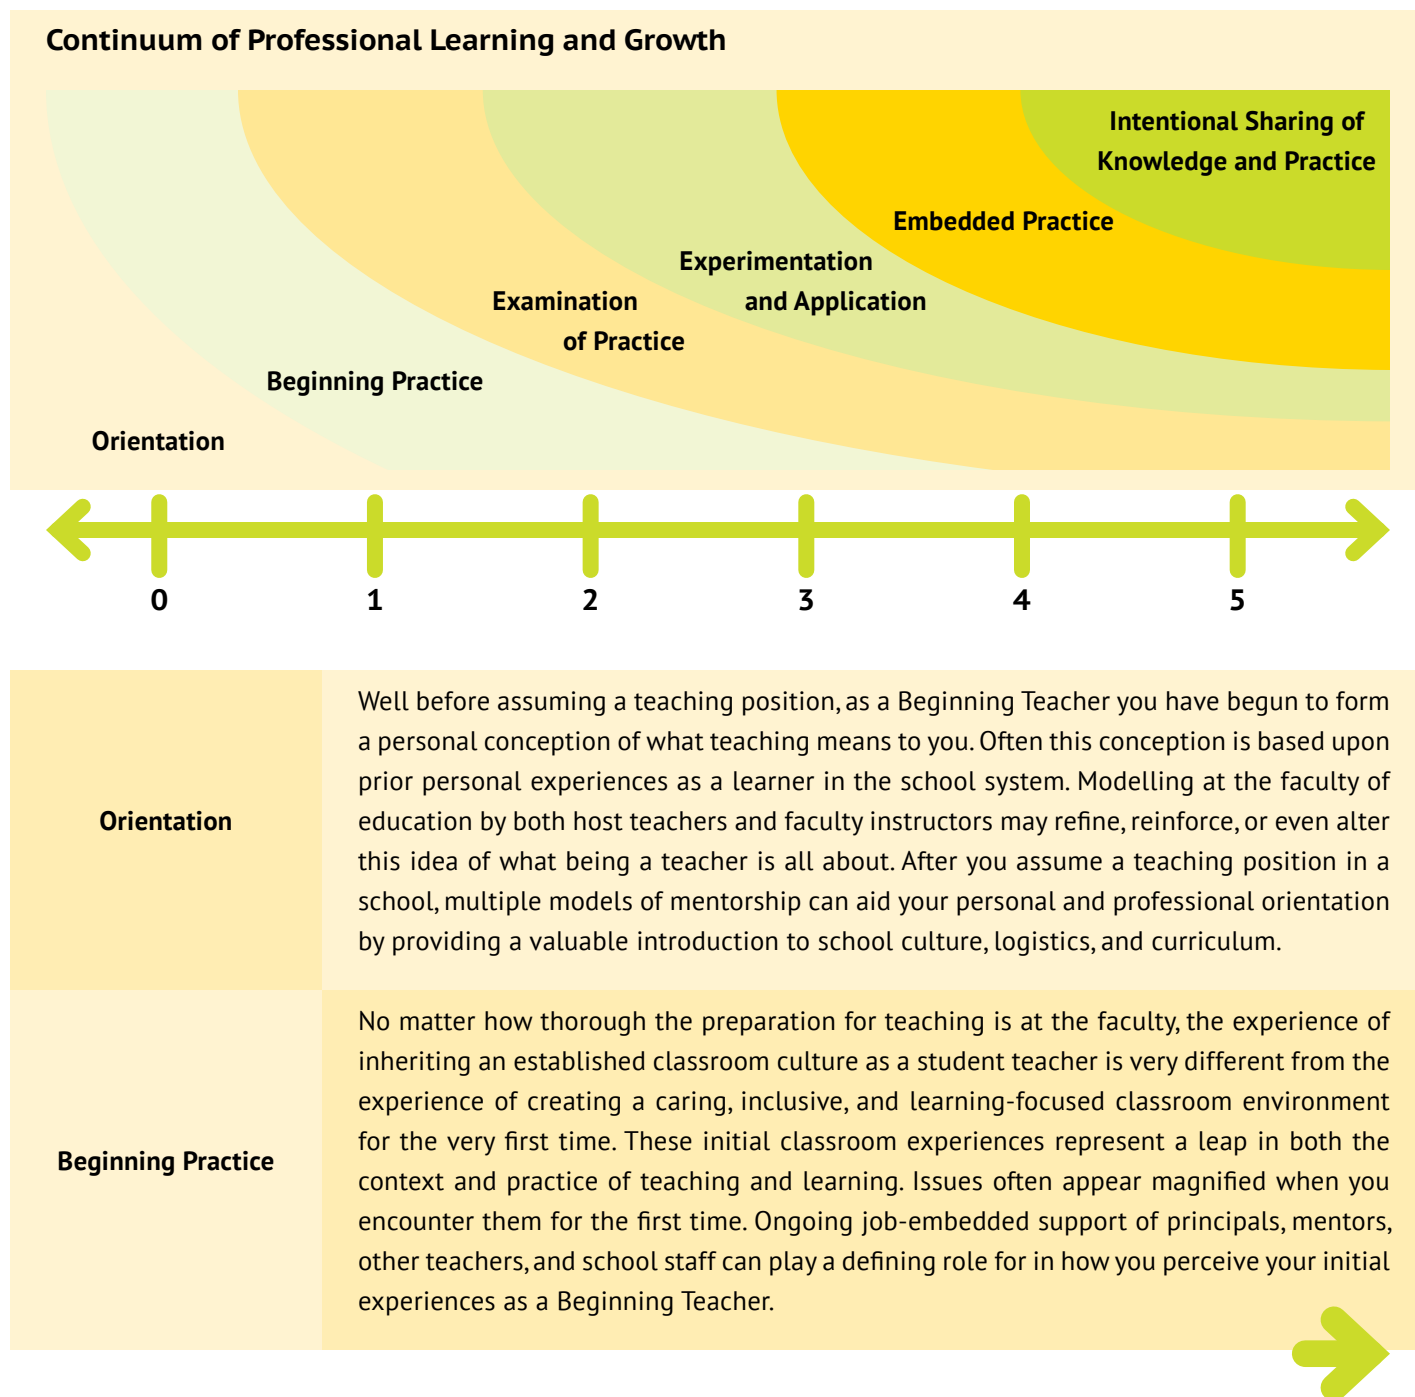 Continuum of Professional Learning and Growth
Intentional Sharing of
Knowledge and Practice
Embedded Practice
Experimentation
and Application
Examination
of Practice
Beginning Practice
Orientation
0 1 2 3 4 5
Orientation
Well before assuming a teaching position, as a Beginning Teacher you have begun to form
a personal conception of what teaching means to you. Often this conception is based upon
prior personal experiences as a learner in the school system. Modelling at the faculty of
education by both host teachers and faculty instructors may refine, reinforce, or even alter
this idea of what being a teacher is all about. After you assume a teaching position in a
school, multiple models of mentorship can aid your personal and professional orientation
by providing a valuable introduction to school culture, logistics, and curriculum.
Beginning Practice
No matter how thorough the preparation for teaching is at the faculty, the experience of
inheriting an established classroom culture as a student teacher is very different from the
experience of creating a caring, inclusive, and learning-focused classroom environment
for the very first time. These initial classroom experiences represent a leap in both the
context and practice of teaching and learning. Issues often appear magnified when you
encounter them for the first time. Ongoing job-embedded support of principals, mentors,
other teachers, and school staff can play a defining role for in how you perceive your initial
experiences as a Beginning Teacher.